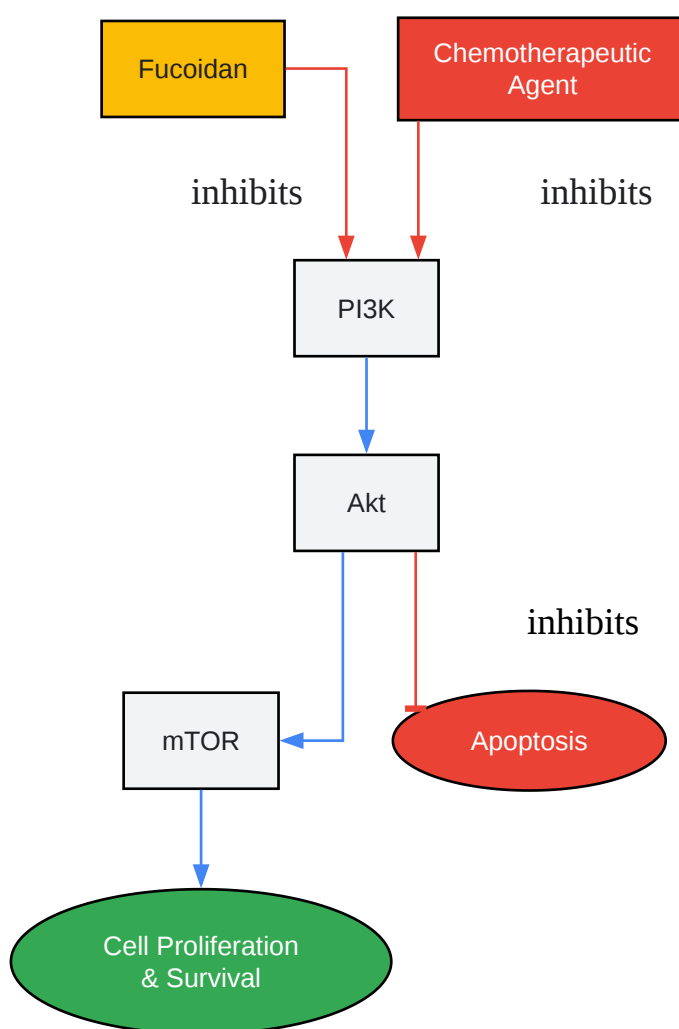 Fucoidan
Chemotherapeutic
Agent
inhibits
inhibits
PI3K
Akt
inhibits
mTOR
Apoptosis
Cell Proliferation
& Survival